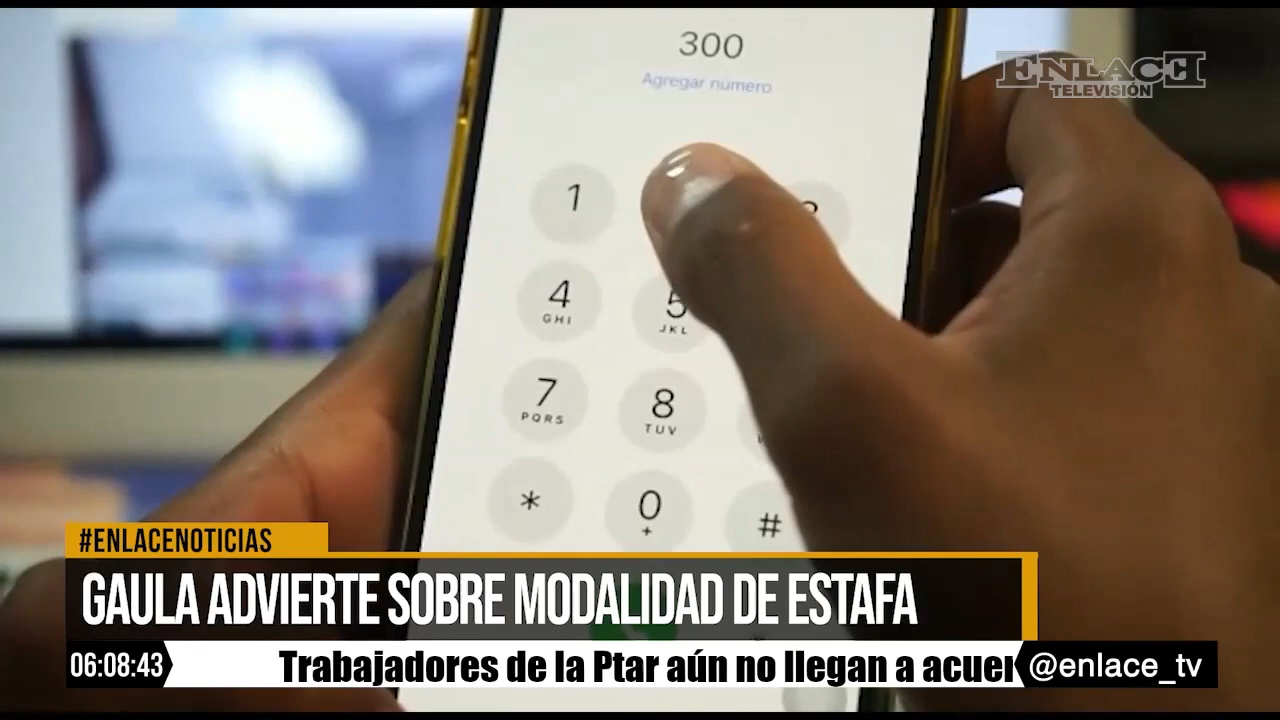 300
Agregar número
ENLACE
TELEVISIÓN
1
4
GHI
5
JKL
7
PQRS
8
TUV
*
0
+
#
#ENLACENOTICIAS
GAULA ADVIERTE SOBRE MODALIDAD DE ESTAFA
06:08:43
Trabajadores de la Ptar aún no llegan a acuer
@enlace_tv